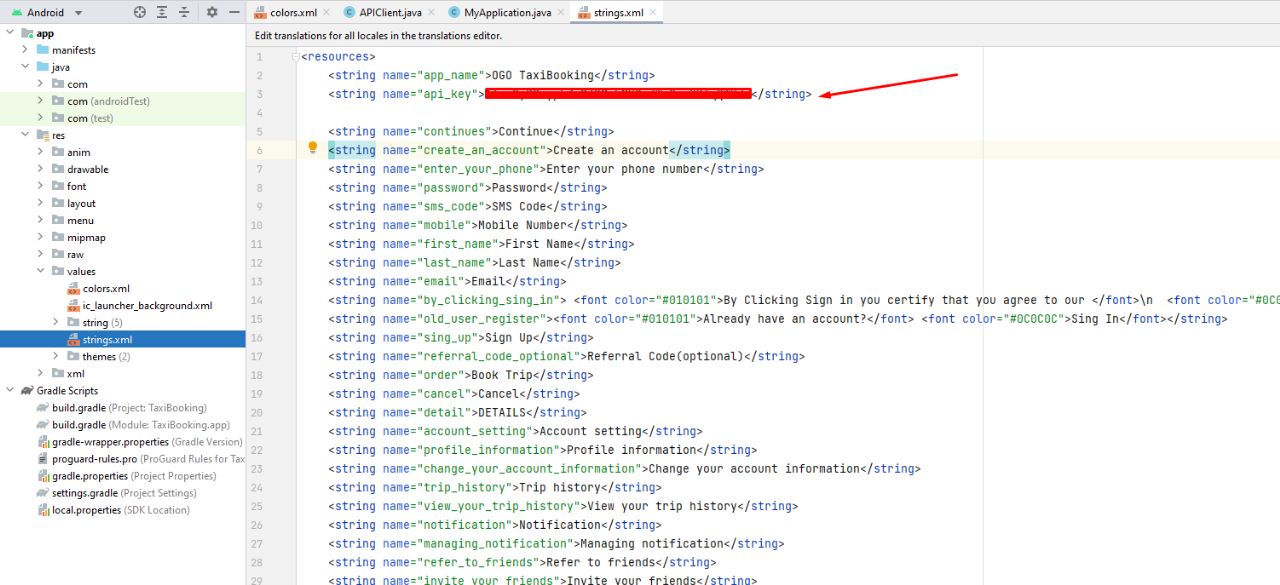 Android
colors.xml
APIClient.java
MyApplication.java
strings.xml
app
manifests
java
com
com (androidTest)
com (test)
res
anim
drawable
font
layout
menu
mipmap
raw
values
colors.xml
ic_launcher_background.xml
string (5)
strings.xml
themes (2)
xml
Gradle Scripts
build.gradle (Project: TaxiBooking)
build.gradle (Module: TaxiBooking.app)
gradle-wrapper.properties (Gradle Version)
proguard-rules.pro (ProGuard Rules for Tax
gradle.properties (Project Properties)
settings.gradle (Project Settings)
local.properties (SDK Location)
Edit translations for all locales in the translations editor.
1 <resources>
2 <string name="app_name">OGO TaxiBooking</string>
3 <string name="api_key"></string>
4
5 <string name="continues">Continue</string>
6 <string name="create_an_account">Create an account</string>
7 <string name="enter_your_phone">Enter your phone number</string>
8 <string name="password">Password</string>
9 <string name="sms_code">SMS Code</string>
10 <string name="mobile">Mobile Number</string>
11 <string name="first_name">First Name</string>
12 <string name="last_name">Last Name</string>
13 <string name="email">Email</string>
14 <string name="by_clicking_sing_in"> <font color="#010101">By Clicking Sign in you certify that you agree to our </font>\n <font color="#0C0
15 <string name="old_user_register"><font color="#010101">Already have an account?</font> <font color="#0C0C0C">Sing In</font></string>
16 <string name="sing_up">Sign Up</string>
17 <string name="referral_code_optional">Referral Code(optional)</string>
18 <string name="order">Book Trip</string>
19 <string name="cancel">Cancel</string>
20 <string name="detail">DETAILS</string>
21 <string name="account_setting">Account setting</string>
22 <string name="profile_information">Profile information</string>
23 <string name="change_your_account_information">Change your account information</string>
24 <string name="trip_history">Trip history</string>
25 <string name="view_your_trip_history">View your trip history</string>
26 <string name="notification">Notification</string>
27 <string name="managing_notification">Managing notification</string>
28 <string name="refer_to_friends">Refer to friends</string>
29 <string name="invite_your_friends">Invite your friends</string>